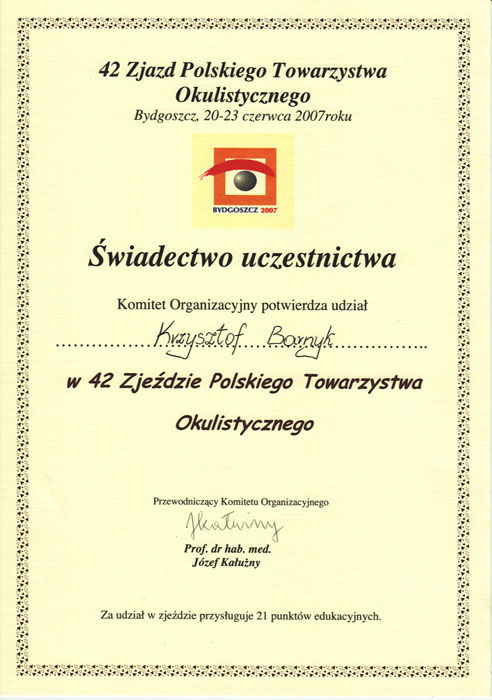 42 Zjazd Polskiego Towarzystwa
Okulistycznego
Bydgoszcz, 20-23 czerwca 2007roku
BYDGOSZCZ 2007
Świadectwo uczestnictwa
Komitet Organizacyjny potwierdza udział
Krzysztof Barnyk
w 42 Zjeździe Polskiego Towarzystwa
Okulistycznego
Przewodniczący Komitetu Organizacyjnego
JKałużny
Prof. dr hab. med.
Józef Kałużny
Za udział w zjeździe przysługuje 21 punktów edukacyjnych.